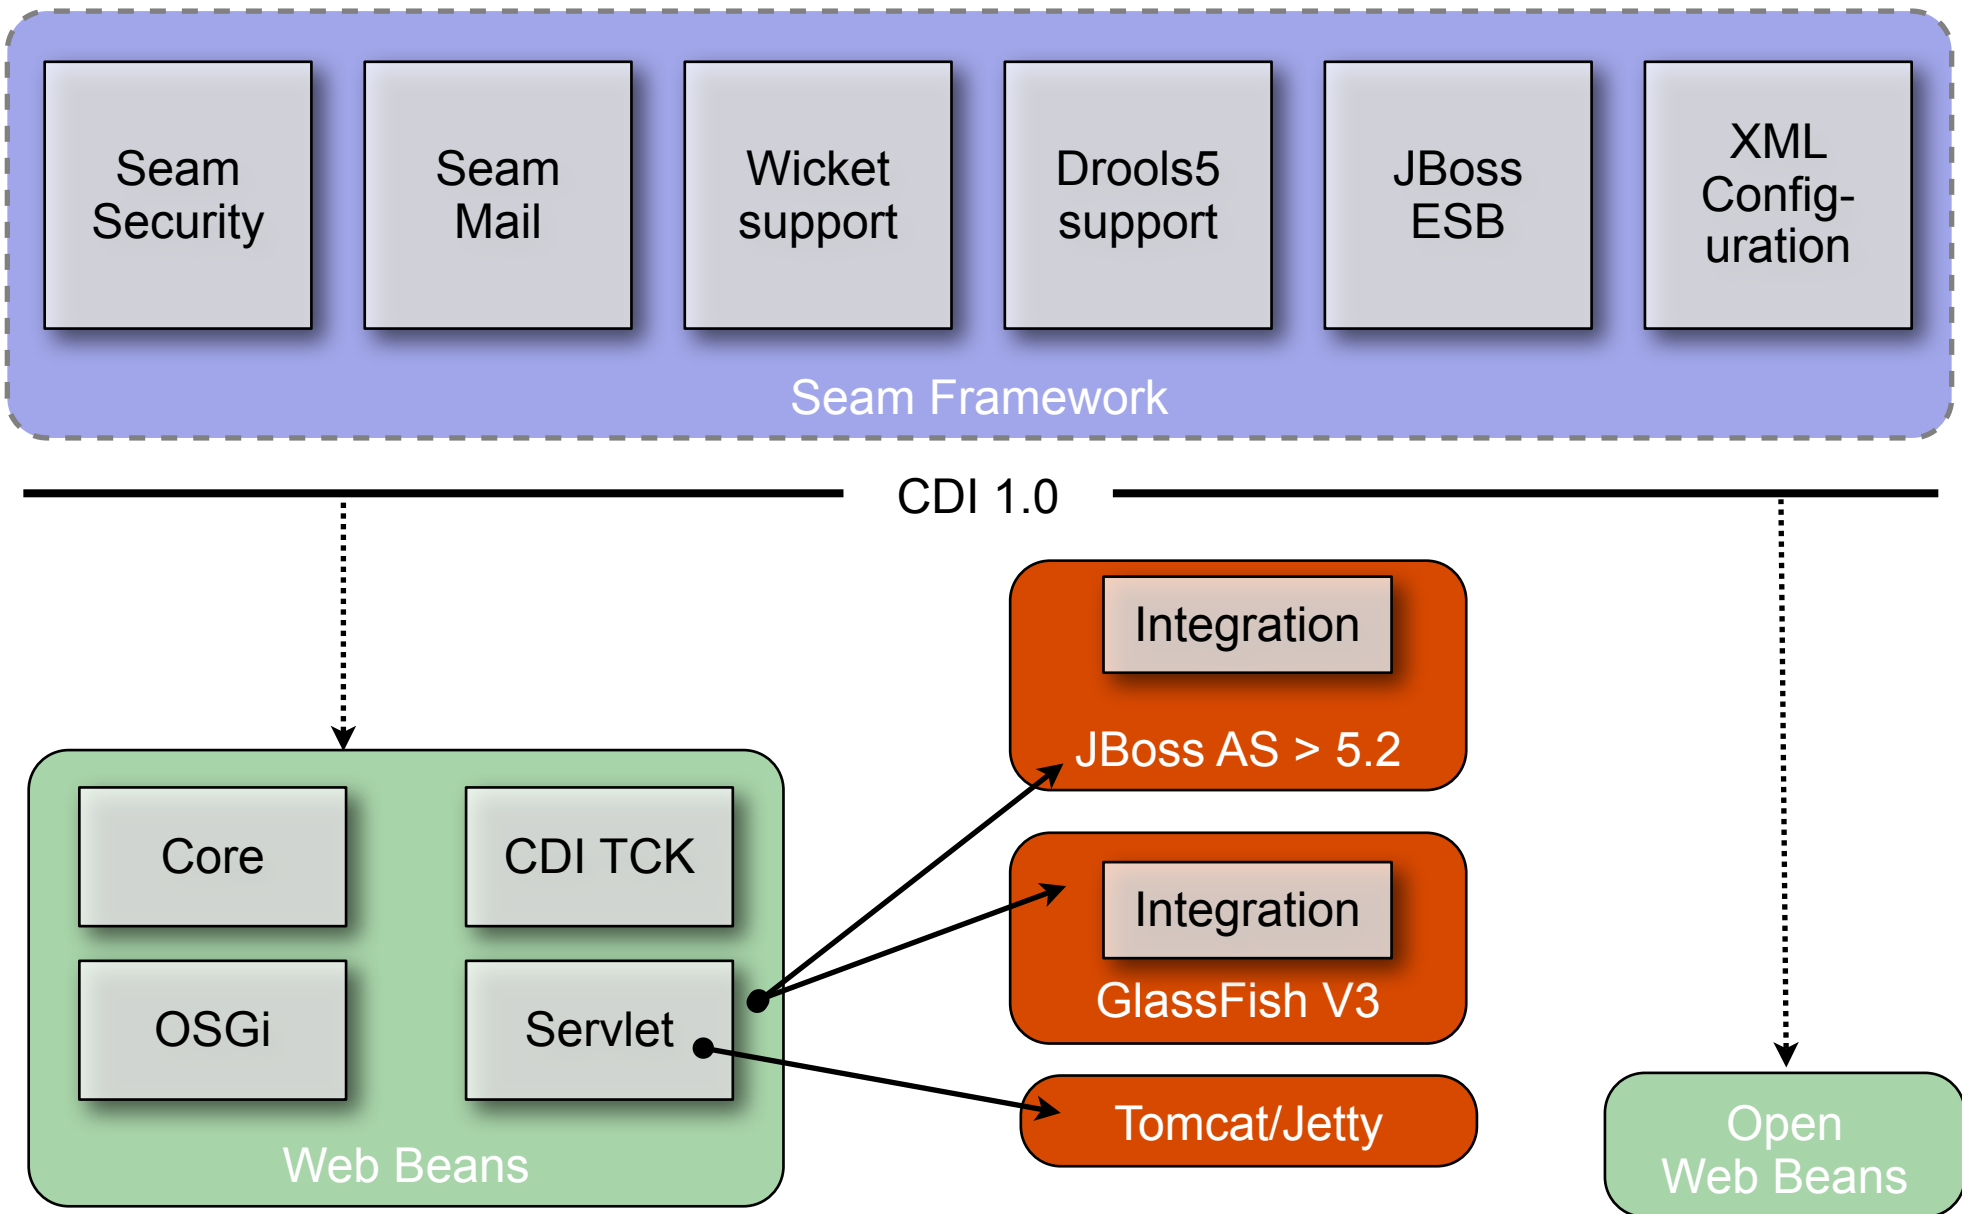 Seam
Security
Seam
Mail
Wicket
support
Drools5
support
JBoss
ESB
XML
Config-
uration
Seam Framework
CDI 1.0
Integration
JBoss AS > 5.2
Core
CDI TCK
OSGi
Servlet
Web Beans
Integration
GlassFish V3
Tomcat/Jetty
Open
Web Beans